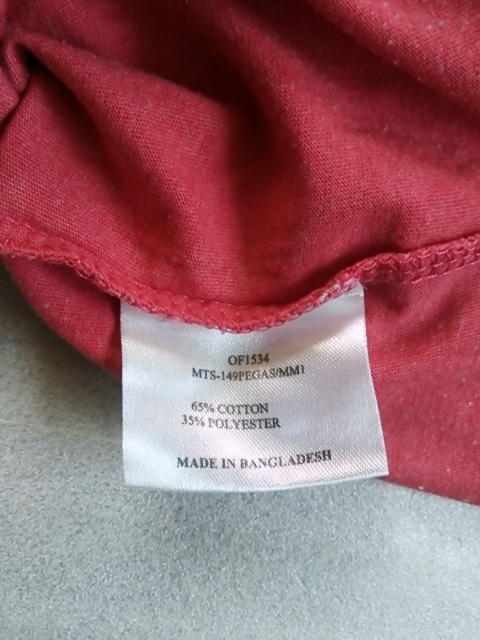 OF1534
MTS-149PEGAS/MM1
65% COTTON
35% POLYESTER
MADE IN BANGLADESH